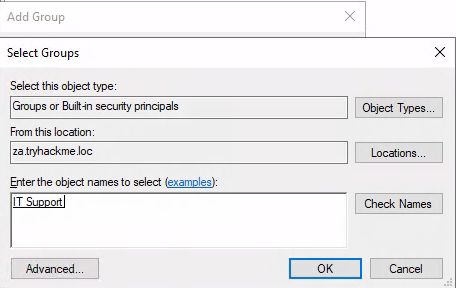 Add Group
Select Groups
Select this object type:
Groups or Built-in security principals
Object Types...
From this location:
za.tryhackme.loc
Locations...
Enter the object names to select (examples):
IT Support
Check Names
Advanced...
OK
Cancel